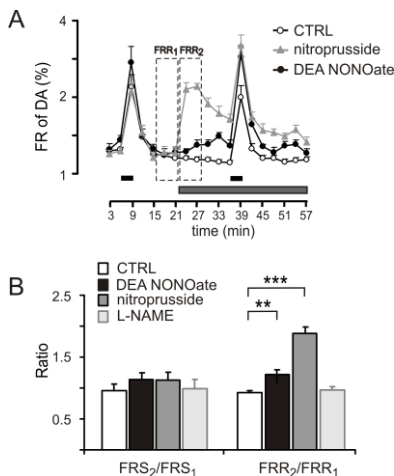 A
FR of DA (%)
4
2
1
FRR₁ FRR₂
CTRL
nitroprusside
DEA NONOate
3 9 15 21 27 33 39 45 51 57
time (min)
B
CTRL
DEA NONOate
nitroprusside
L-NAME
Ratio
2.5
1.5
0.5
**
***
FRS₂/FRS₁ FRR₂/FRR₁